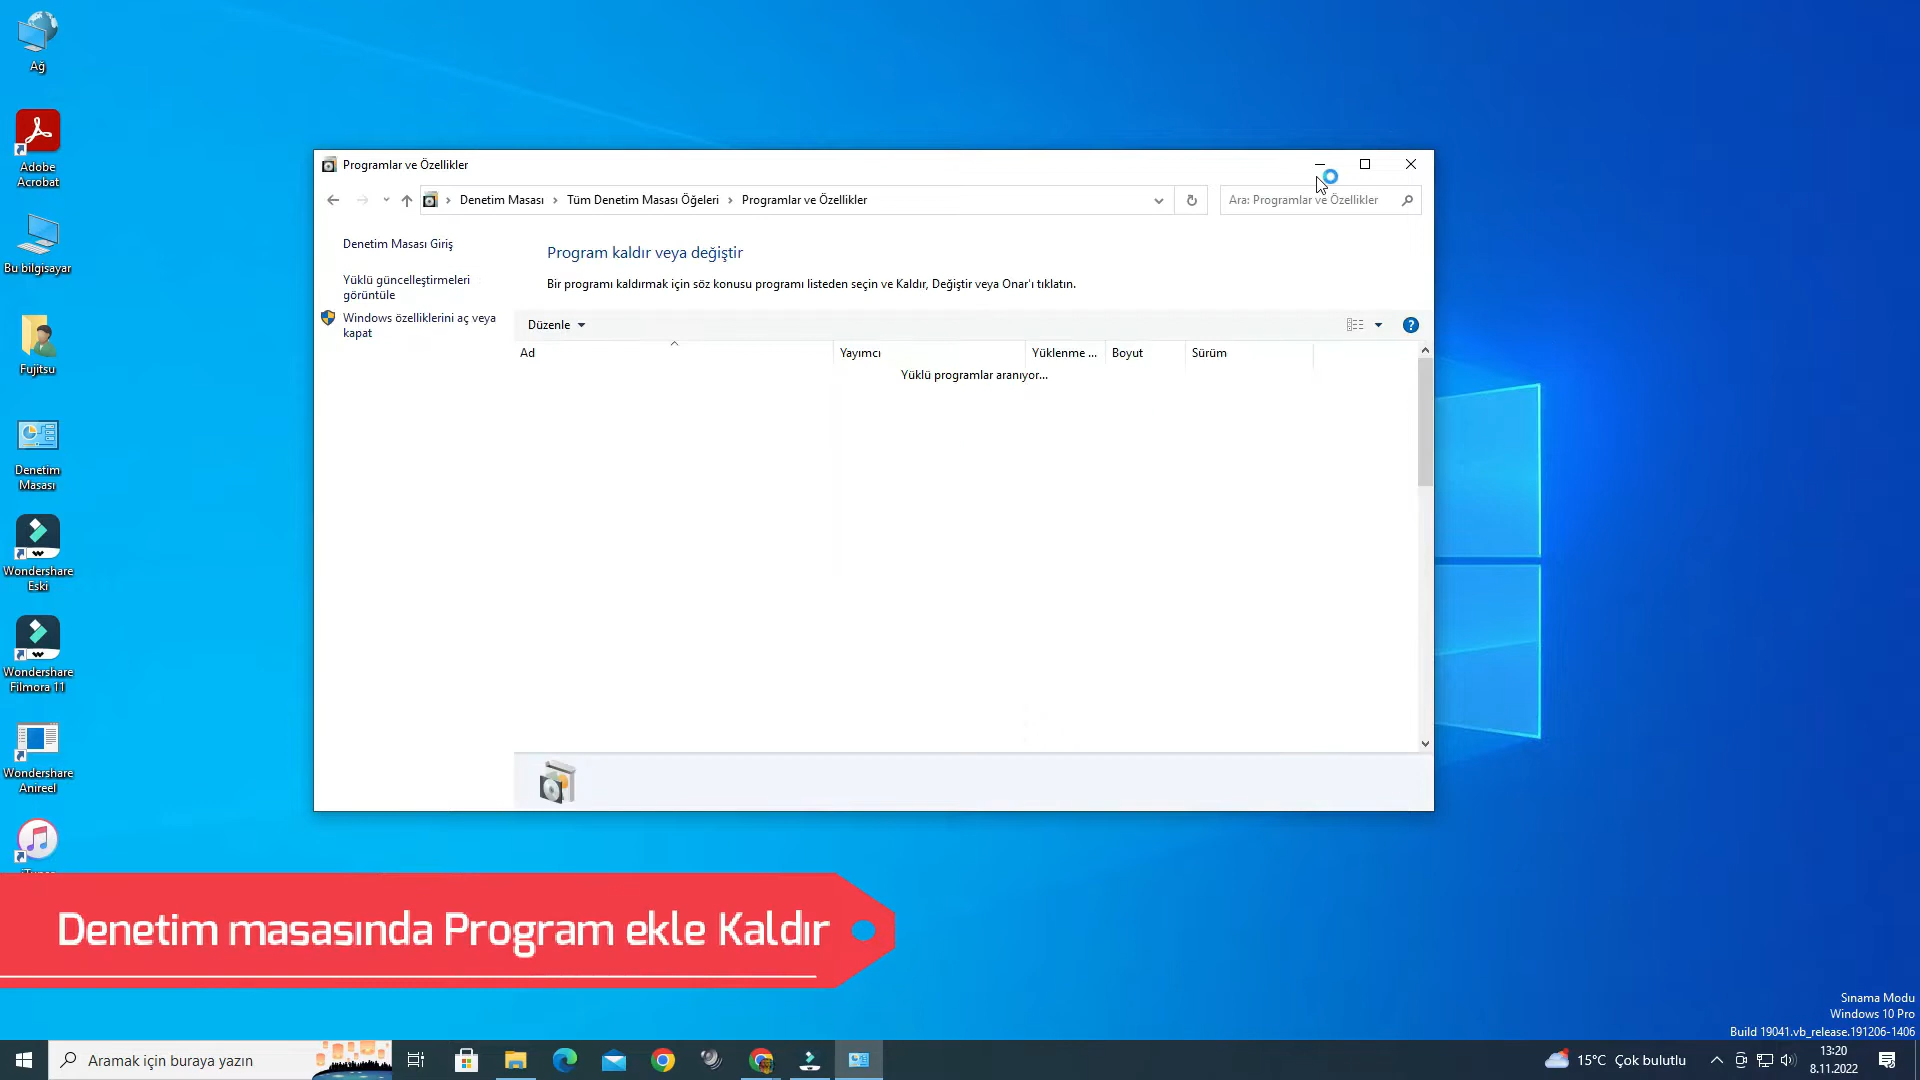 Ağ
Adobe
Acrobat
Bu bilgisayar
Fujitsu
Denetim
Masası
Wondershare
Eski
Wondershare
Filmora 11
Wondershare
Anireel
Programlar ve Özellikler
Denetim Masası
Tüm Denetim Masası Öğeleri
Programlar ve Özellikler
Ara: Programlar ve Özellikler
Denetim Masası Giriş
Yüklü güncelleştirmeleri
görüntüle
Windows özelliklerini aç veya
kapat
Program kaldır veya değiştir
Bir programı kaldırmak için söz konusu programı listeden seçin ve Kaldır, Değiştir veya Onar'ı tıklatın.
Düzenle
Ad
Yayımcı
Yüklenme ...
Boyut
Sürüm
Yüklü programlar aranıyor...
Denetim masasında Program ekle Kaldır
Sınama Modu
Windows 10 Pro
Build 19041.vb_release.191206-1406
Aramak için buraya yazın
15°C Çok bulutlu
13:20
8.11.2022